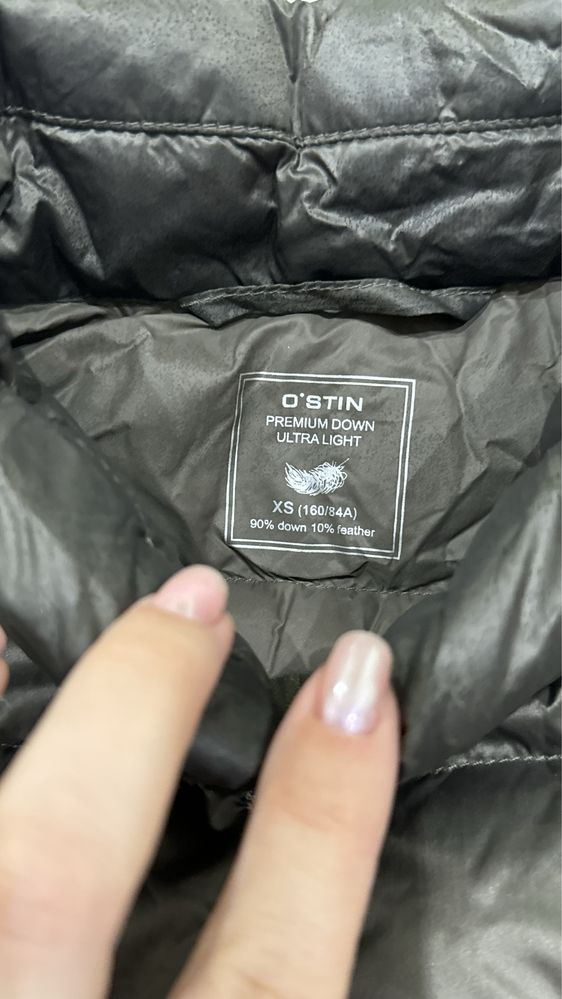 O'STIN
PREMIUM DOWN
ULTRA LIGHT
XS (160/84A)
90% down 10% feather